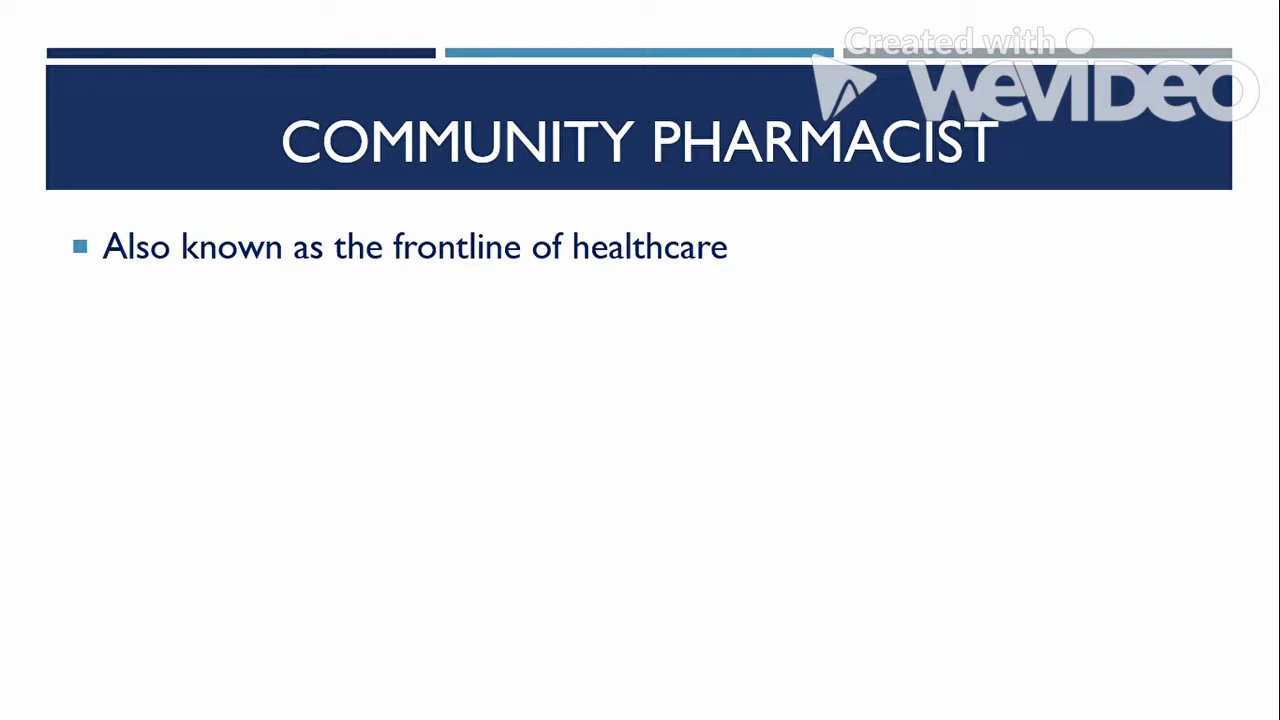 Created with
WEVIDEO
COMMUNITY PHARMACIST
Also known as the frontline of healthcare